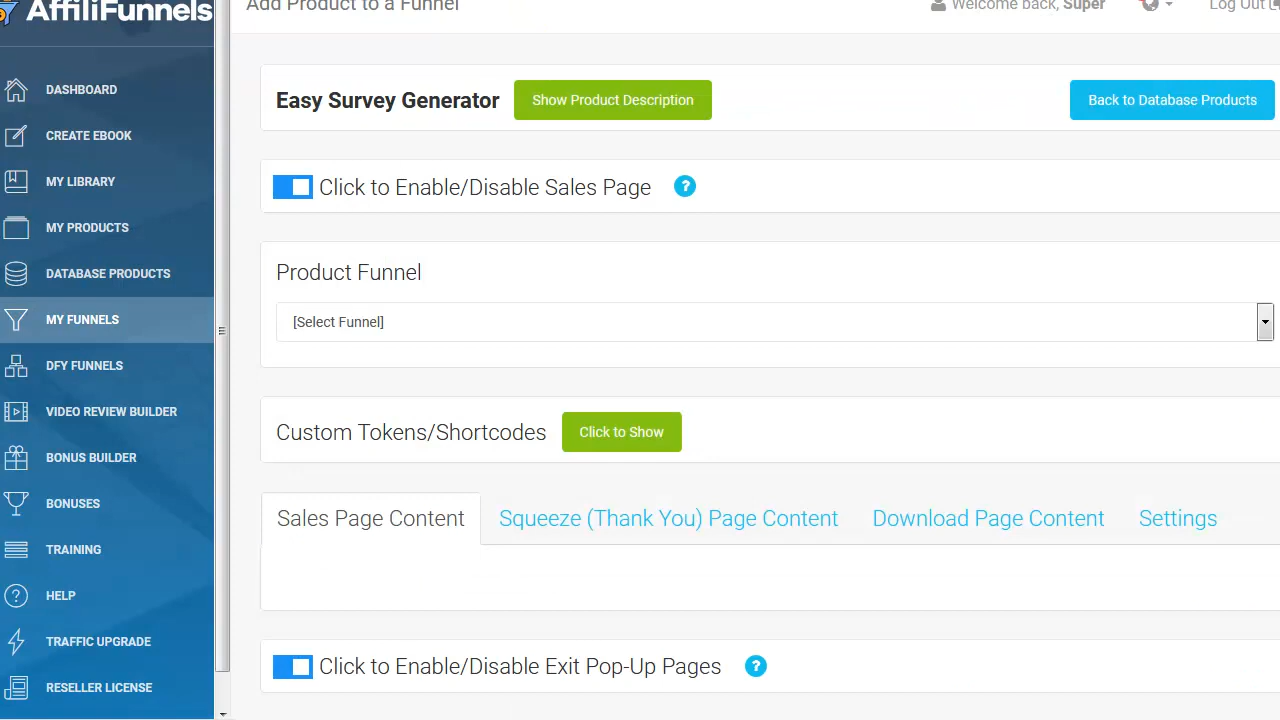 AffiliFunnels
Add Product to a Funnel
Welcome back, Super
Log Out
DASHBOARD
CREATE EBOOK
MY LIBRARY
MY PRODUCTS
DATABASE PRODUCTS
MY FUNNELS
DFY FUNNELS
VIDEO REVIEW BUILDER
BONUS BUILDER
BONUSES
TRAINING
HELP
TRAFFIC UPGRADE
RESELLER LICENSE
Easy Survey Generator
Show Product Description
Back to Database Products
Click to Enable/Disable Sales Page ?
Product Funnel
[Select Funnel]
Custom Tokens/Shortcodes
Click to Show
Sales Page Content
Squeeze (Thank You) Page Content
Download Page Content
Settings
Click to Enable/Disable Exit Pop-Up Pages ?